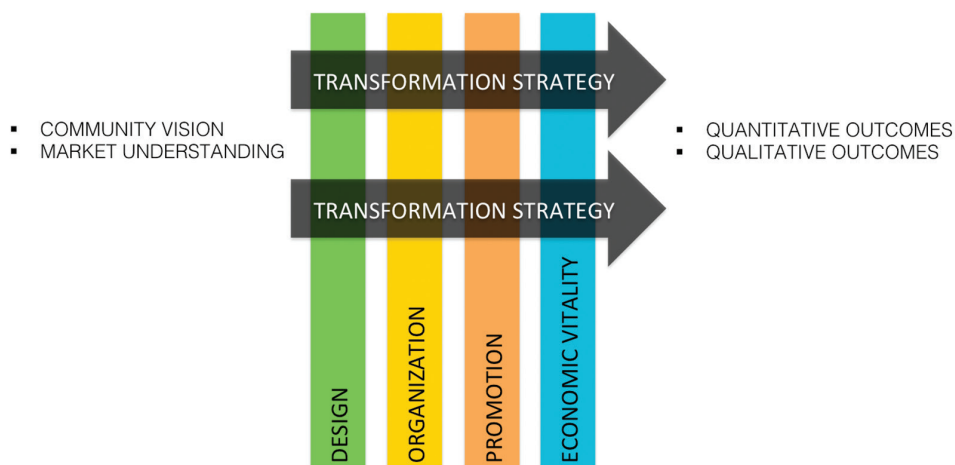 TRANSFORMATION STRATEGY
▪ COMMUNITY VISION
▪ MARKET UNDERSTANDING
▪ QUANTITATIVE OUTCOMES
▪ QUALITATIVE OUTCOMES
TRANSFORMATION STRATEGY
DESIGN
ORGANIZATION
PROMOTION
ECONOMIC VITALITY